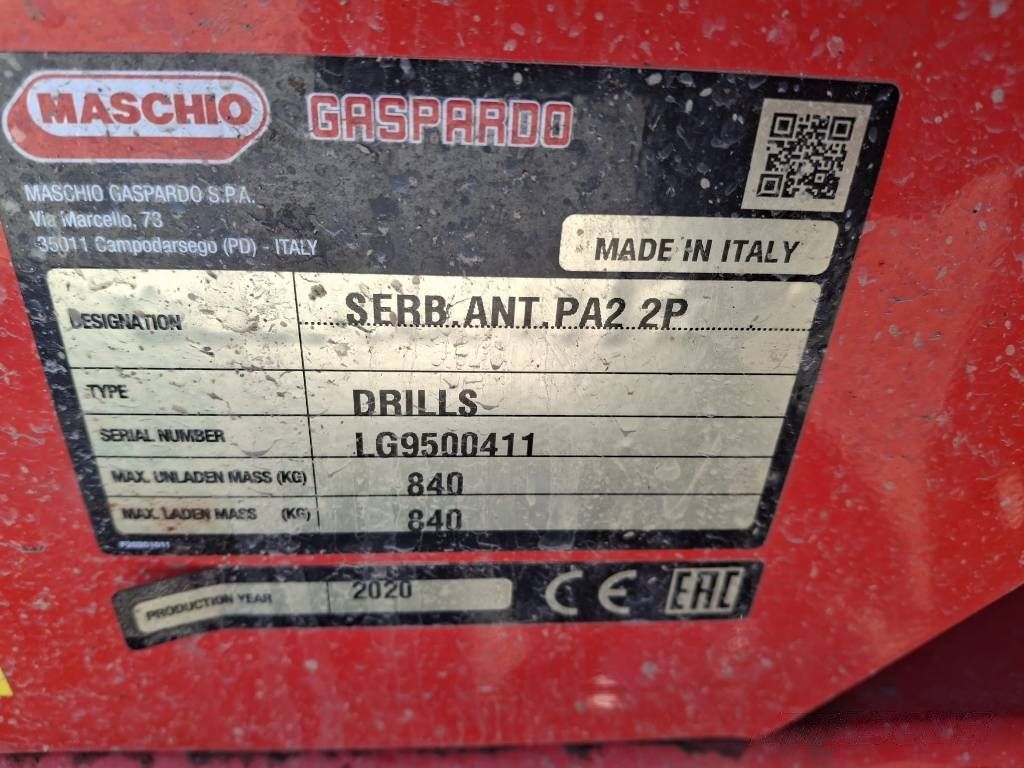 MASCHIO GASPARDO
MASCHIO GASPARDO S.P.A.
Via Marcello, 73
35011 Campodarsego (PD) - ITALY
MADE IN ITALY
DESIGNATION SERB.ANT.PA2 2P
TYPE DRILLS
SERIAL NUMBER LG9500411
MAX. UNLADEN MASS (KG) 840
MAX. LADEN MASS (KG) 840
PRODUCTION YEAR 2020 CE EAC